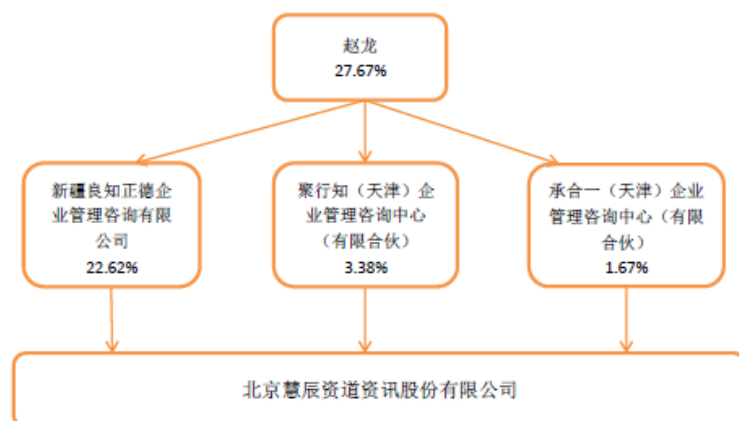 赵龙
27.67%
新疆良知正德企
业管理咨询有限
公司
22.62%
聚行知（天津）企
业管理咨询中心
（有限合伙）
3.38%
承合一（天津）企业
管理咨询中心（有限
合伙）
1.67%
北京慧辰资道资讯股份有限公司